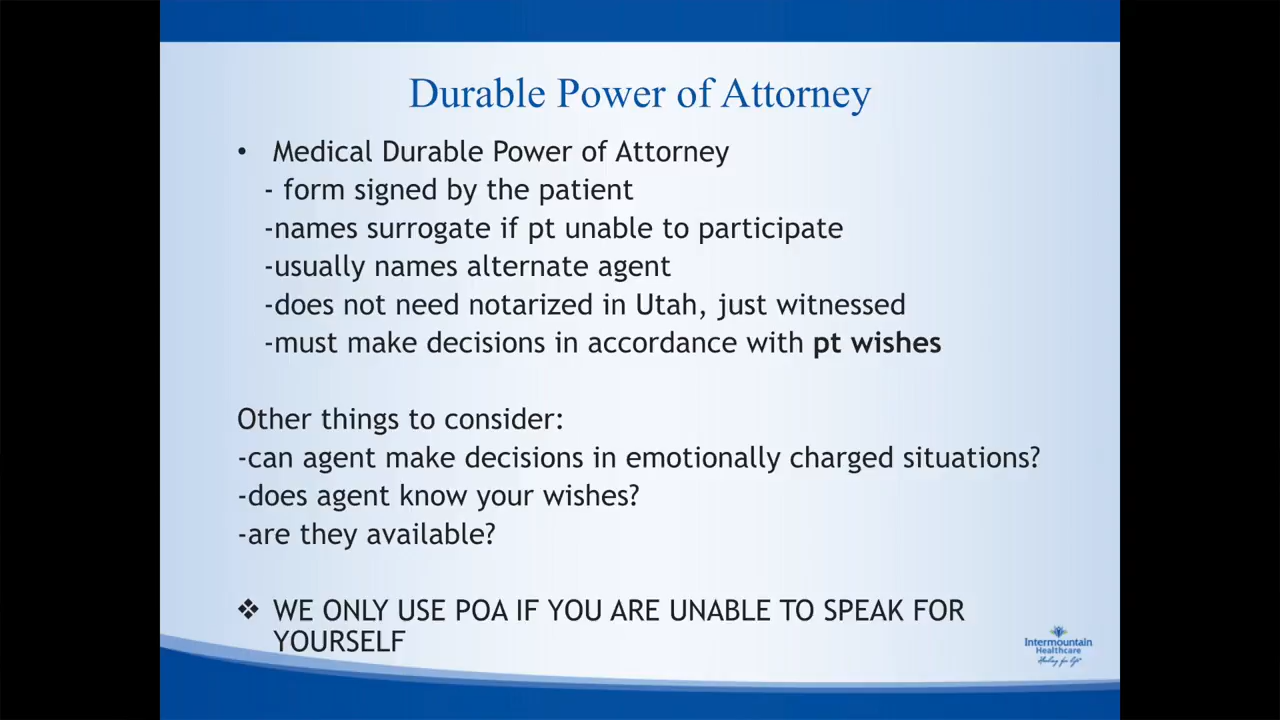 Durable Power of Attorney
• Medical Durable Power of Attorney
- form signed by the patient
-names surrogate if pt unable to participate
-usually names alternate agent
-does not need notarized in Utah, just witnessed
-must make decisions in accordance with pt wishes
Other things to consider:
-can agent make decisions in emotionally charged situations?
-does agent know your wishes?
-are they available?
❖ WE ONLY USE POA IF YOU ARE UNABLE TO SPEAK FOR
YOURSELF
Intermountain
Healthcare
Healing for life